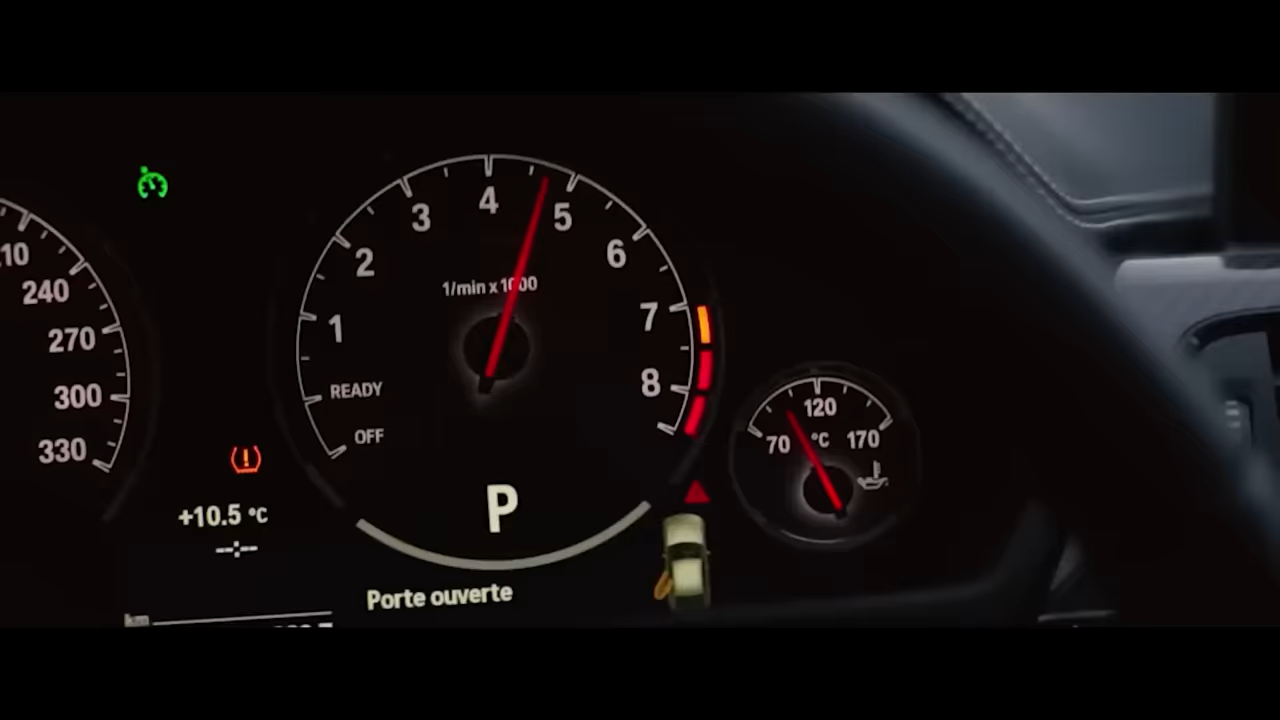 10
240
270
300
330
+10.5 °C
--:--
km
1
2
3
4
5
6
7
8
1/min x 1000
READY
OFF
P
Porte ouverte
70
120
170
°C